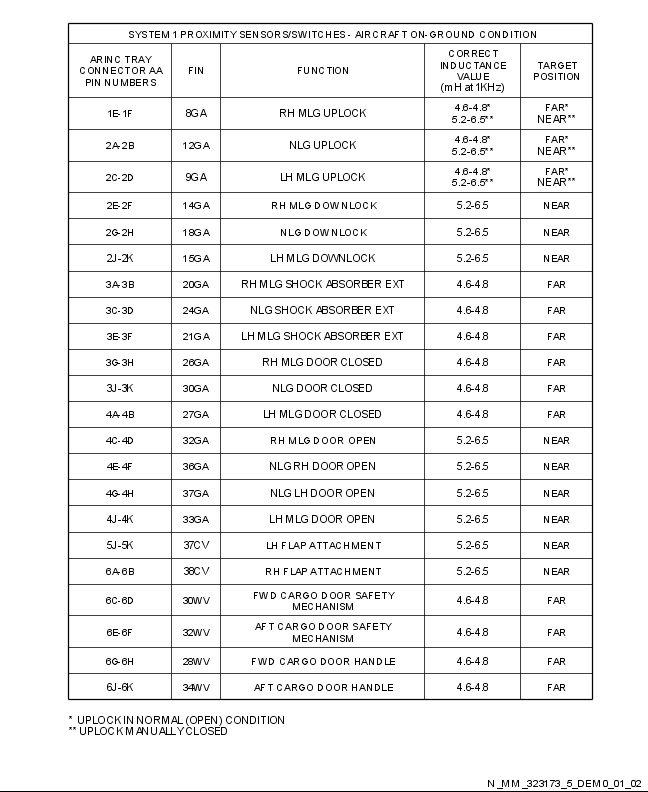 SYSTEM 1 PROXIMITY SENSORS/SWITCHES - AIRCRAFT ON-GROUND CONDITION
ARINC TRAY CONNECTOR AA PIN NUMBERS FIN FUNCTION CORRECT INDUCTANCE VALUE (mH at 1KHz) TARGET POSITION
1E-1F 8GA RH MLG UPLOCK 4.6-4.8* 5.2-6.5** FAR* NEAR**
2A-2B 12GA NLG UPLOCK 4.6-4.8* 5.2-6.5** FAR* NEAR**
2C-2D 9GA LH MLG UPLOCK 4.6-4.8* 5.2-6.5** FAR* NEAR**
2E-2F 14GA RH MLG DOWNLOCK 5.2-6.5 NEAR
2G-2H 18GA NLG DOWNLOCK 5.2-6.5 NEAR
2J-2K 15GA LH MLG DOWNLOCK 5.2-6.5 NEAR
3A-3B 20GA RH MLG SHOCK ABSORBER EXT 4.6-4.8 FAR
3C-3D 24GA NLG SHOCK ABSORBER EXT 4.6-4.8 FAR
3E-3F 21GA LH MLG SHOCK ABSORBER EXT 4.6-4.8 FAR
3G-3H 26GA RH MLG DOOR CLOSED 4.6-4.8 FAR
3J-3K 30GA NLG DOOR CLOSED 4.6-4.8 FAR
4A-4B 27GA LH MLG DOOR CLOSED 4.6-4.8 FAR
4C-4D 32GA RH MLG DOOR OPEN 5.2-6.5 NEAR
4E-4F 36GA NLG RH DOOR OPEN 5.2-6.5 NEAR
4G-4H 37GA NLG LH DOOR OPEN 5.2-6.5 NEAR
4J-4K 33GA LH MLG DOOR OPEN 5.2-6.5 NEAR
5J-5K 37CV LH FLAP ATTACHMENT 5.2-6.5 NEAR
6A-6B 38CV RH FLAP ATTACHMENT 5.2-6.5 NEAR
6C-6D 30WV FWD CARGO DOOR SAFETY MECHANISM 4.6-4.8 FAR
6E-6F 32WV AFT CARGO DOOR SAFETY MECHANISM 4.6-4.8 FAR
6G-6H 28WV FWD CARGO DOOR HANDLE 4.6-4.8 FAR
6J-6K 34WV AFT CARGO DOOR HANDLE 4.6-4.8 FAR
* UPLOCK IN NORMAL (OPEN) CONDITION
** UPLOCK MANUALLY CLOSED
N_MM_323173_5_DEM0_01_02